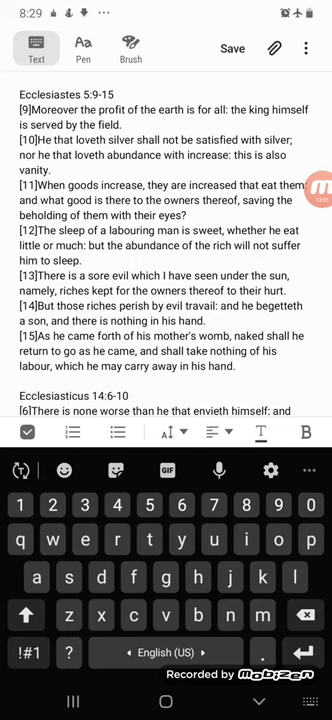 8:29
Text
Pen
Brush
Save
Ecclesiastes 5:9-15
[9]Moreover the profit of the earth is for all: the king himself
is served by the field.
[10]He that loveth silver shall not be satisfied with silver;
nor he that loveth abundance with increase: this is also
vanity.
[11]When goods increase, they are increased that eat them:
and what good is there to the owners thereof, saving the
beholding of them with their eyes?
[12]The sleep of a labouring man is sweet, whether he eat
little or much: but the abundance of the rich will not suffer
him to sleep.
[13]There is a sore evil which I have seen under the sun,
namely, riches kept for the owners thereof to their hurt.
[14]But those riches perish by evil travail: and he begetteth
a son, and there is nothing in his hand.
[15]As he came forth of his mother's womb, naked shall he
return to go as he came, and shall take nothing of his
labour, which he may carry away in his hand.
Ecclesiasticus 14:6-10
[6]There is none worse than he that envieth himself; and
T
B
GIF
1 2 3 4 5 6 7 8 9 0
q w e r t y u i o p
a s d f g h j k l
z x c v b n m
!#1 ? English (US) .
Recorded by mobizen